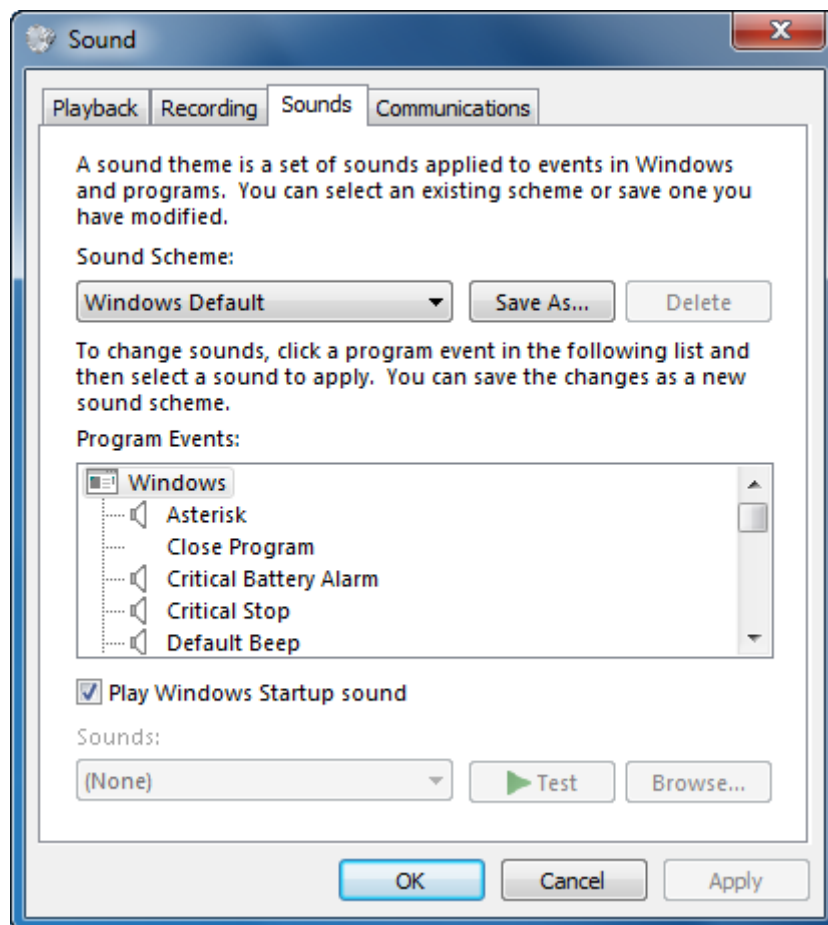 Sound
Playback Recording Sounds Communications
A sound theme is a set of sounds applied to events in Windows
and programs.  You can select an existing scheme or save one you
have modified.
Sound Scheme:
Windows Default Save As... Delete
To change sounds, click a program event in the following list and
then select a sound to apply.  You can save the changes as a new
sound scheme.
Program Events:
Windows
Asterisk
Close Program
Critical Battery Alarm
Critical Stop
Default Beep
Play Windows Startup sound
Sounds:
(None) Test Browse...
OK Cancel Apply